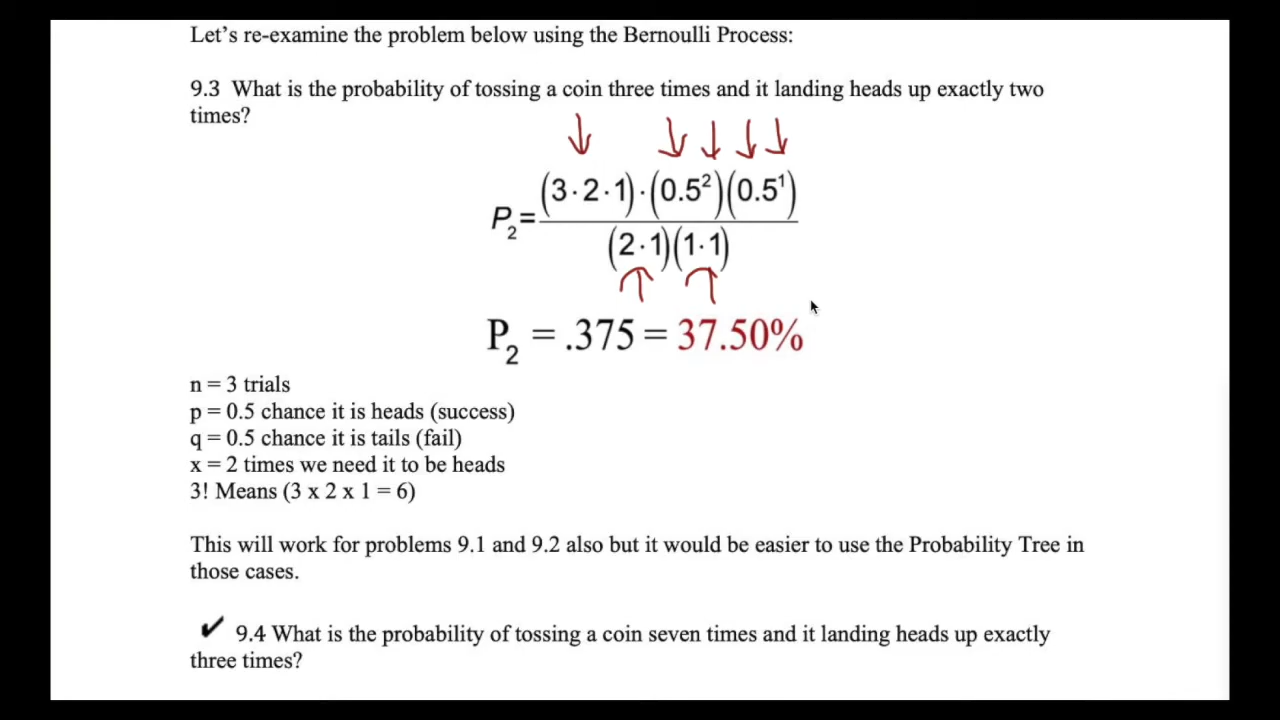 Let’s re-examine the problem below using the Bernoulli Process:
9.3 What is the probability of tossing a coin three times and it landing heads up exactly two
times?
P₂ = (3·2·1)·(0.5²)(0.5¹) / (2·1)(1·1)
P₂ = .375 = 37.50%
n = 3 trials
p = 0.5 chance it is heads (success)
q = 0.5 chance it is tails (fail)
x = 2 times we need it to be heads
3! Means (3 x 2 x 1 = 6)
This will work for problems 9.1 and 9.2 also but it would be easier to use the Probability Tree in
those cases.
✔ 9.4 What is the probability of tossing a coin seven times and it landing heads up exactly
three times?